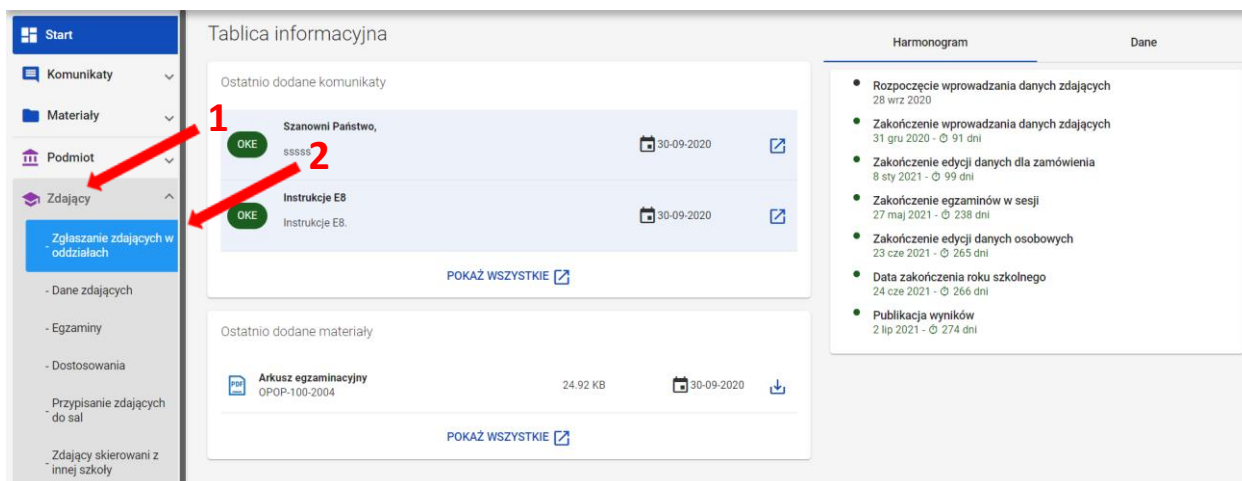 Start
Komunikaty
Materiały
Podmiot
Zdający
Zgłaszanie zdających w
- oddziałach
- Dane zdających
- Egzaminy
- Dostosowania
Przypisanie zdających
- do sal
Zdający skierowani z
- innej szkoły
1
2
Tablica informacyjna
Ostatnio dodane komunikaty
OKE
Szanowni Państwo,
sssss
30-09-2020
OKE
Instrukcje E8
Instrukcje E8.
30-09-2020
POKAŻ WSZYSTKIE
Ostatnio dodane materiały
PDF
Arkusz egzaminacyjny
OPOP-100-2004
24.92 KB
30-09-2020
POKAŻ WSZYSTKIE
Harmonogram Dane
Rozpoczęcie wprowadzania danych zdających
28 wrz 2020
Zakończenie wprowadzania danych zdających
31 gru 2020 - 91 dni
Zakończenie edycji danych dla zamówienia
8 sty 2021 - 99 dni
Zakończenie egzaminów w sesji
27 maj 2021 - 238 dni
Zakończenie edycji danych osobowych
23 cze 2021 - 265 dni
Data zakończenia roku szkolnego
24 cze 2021 - 266 dni
Publikacja wyników
2 lip 2021 - 274 dni